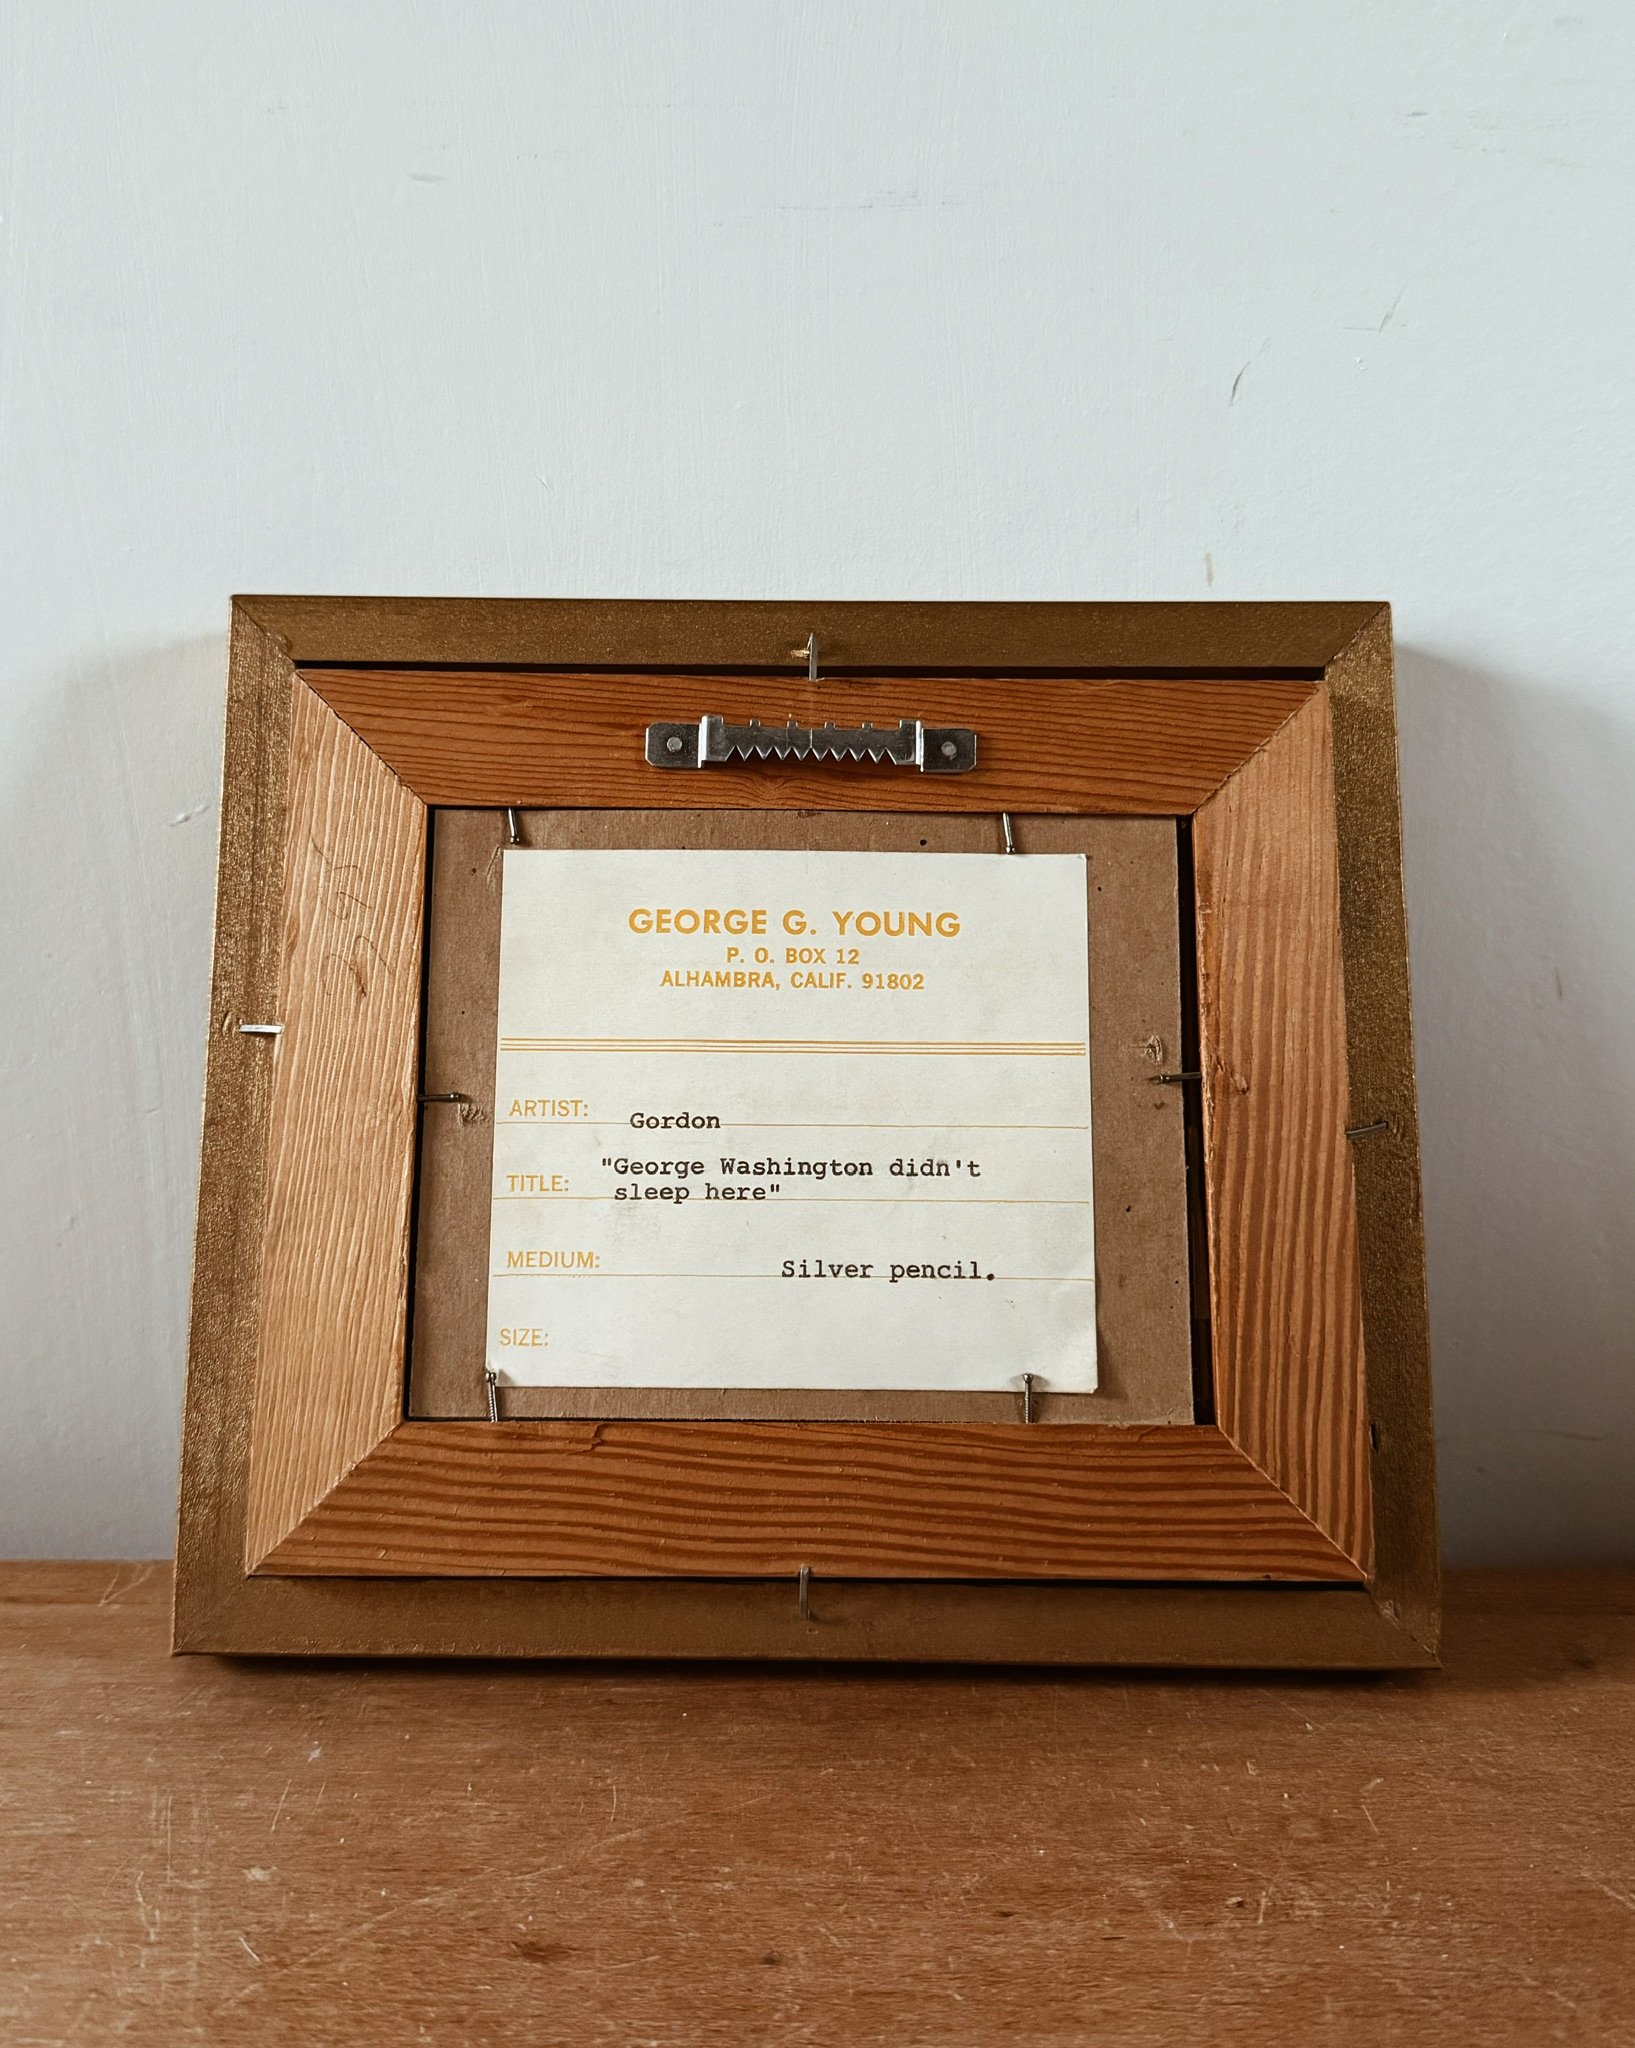 GEORGE G. YOUNG
P. O. BOX 12
ALHAMBRA, CALIF. 91802
ARTIST: Gordon
TITLE: "George Washington didn't
sleep here"
MEDIUM: Silver pencil.
SIZE: